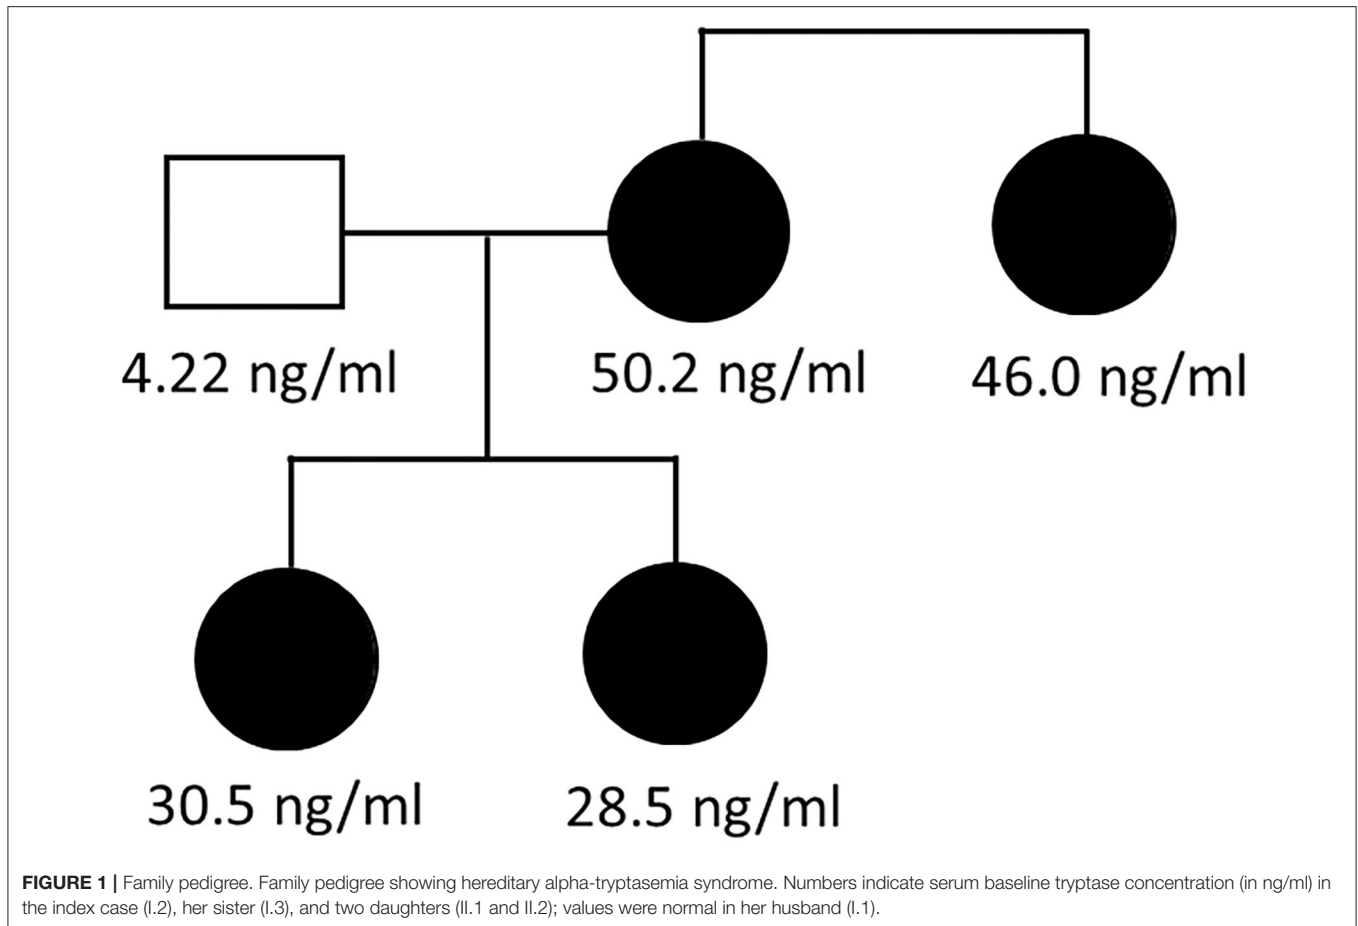 4.22 ng/ml
50.2 ng/ml
46.0 ng/ml
30.5 ng/ml
28.5 ng/ml
FIGURE 1 | Family pedigree. Family pedigree showing hereditary alpha-tryptasemia syndrome. Numbers indicate serum baseline tryptase concentration (in ng/ml) in
the index case (I.2), her sister (I.3), and two daughters (II.1 and II.2); values were normal in her husband (I.1).